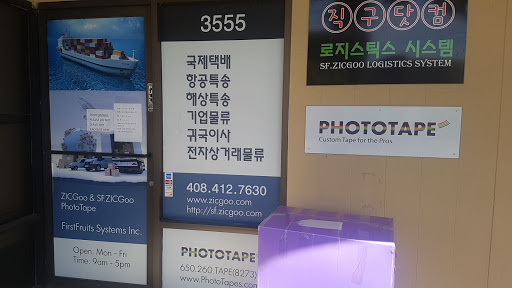 ZICGoo & SF.ZICGoo
PhotoTape
FirstFruits Systems Inc.
Open: Mon - Fri
Time: 9am - 5pm
3555
국제택배
항공특송
해상특송
기업물류
귀국이사
전자상거래물류
408.412.7630
www.zicgoo.com
http://sf.zicgoo.com
PHOTOTAPE
650.260.TAPE(8273)
www.PhotoTapes.com
직구닷컴
로지스틱스 시스템
SF.ZICGOO LOGISTICS SYSTEM
PHOTOTAPE
Custom Tape for the Pros